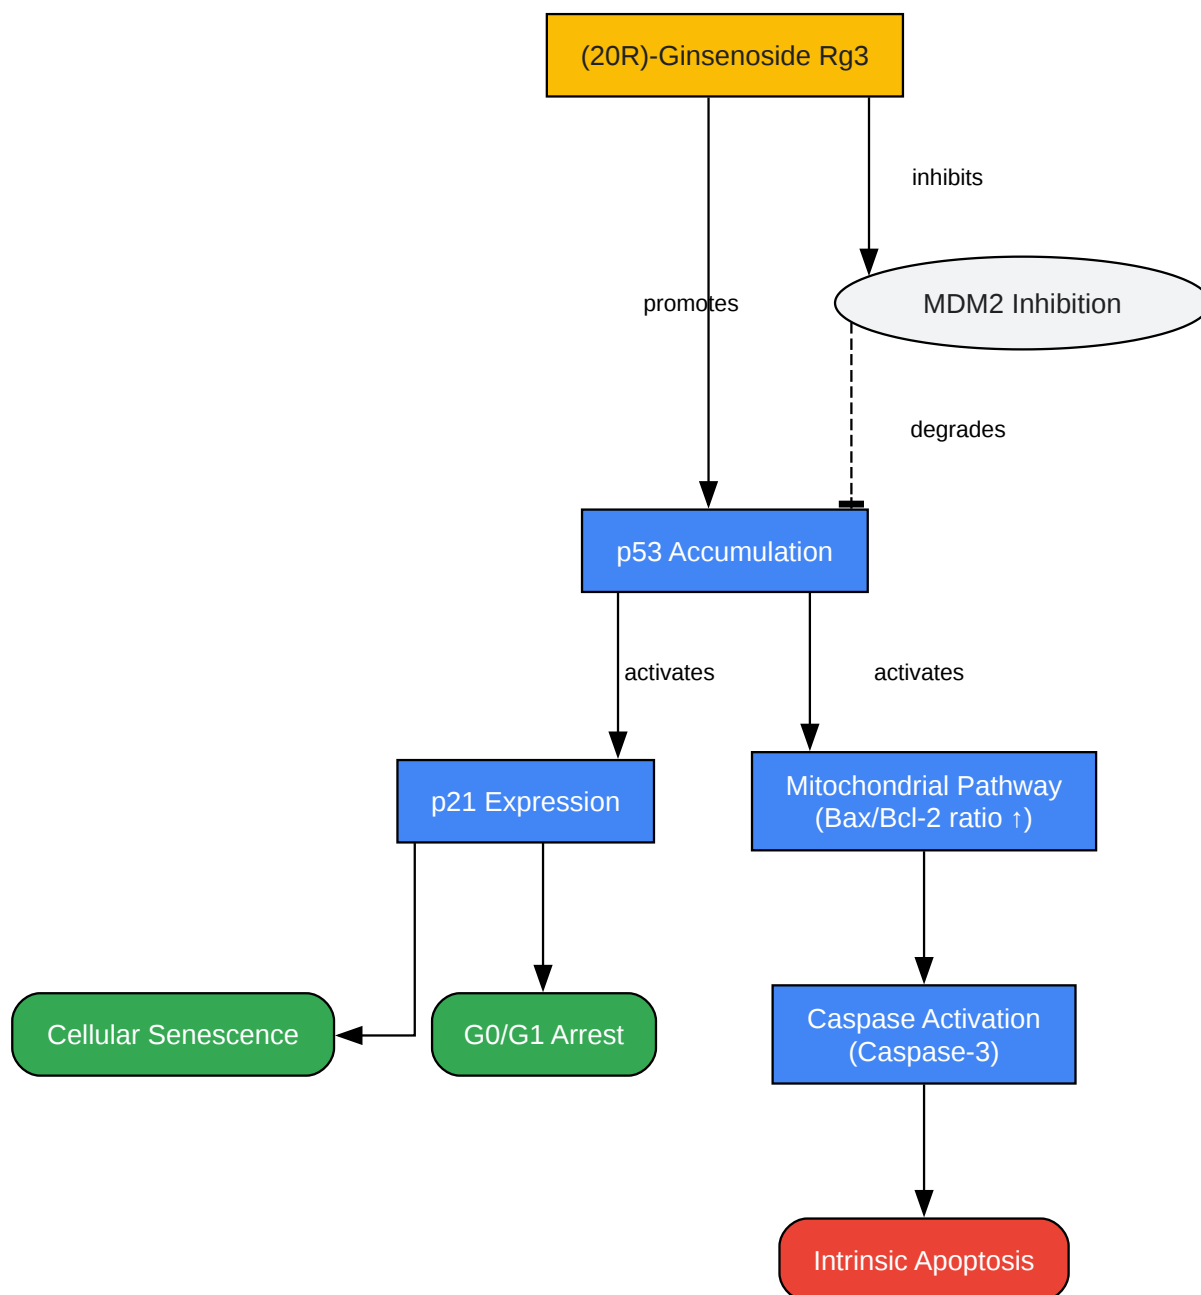 (20R)-Ginsenoside Rg3
inhibits
promotes
MDM2 Inhibition
degrades
p53 Accumulation
activates
activates
p21 Expression
Mitochondrial Pathway
(Bax/Bcl-2 ratio ↑)
Cellular Senescence
G0/G1 Arrest
Caspase Activation
(Caspase-3)
Intrinsic Apoptosis